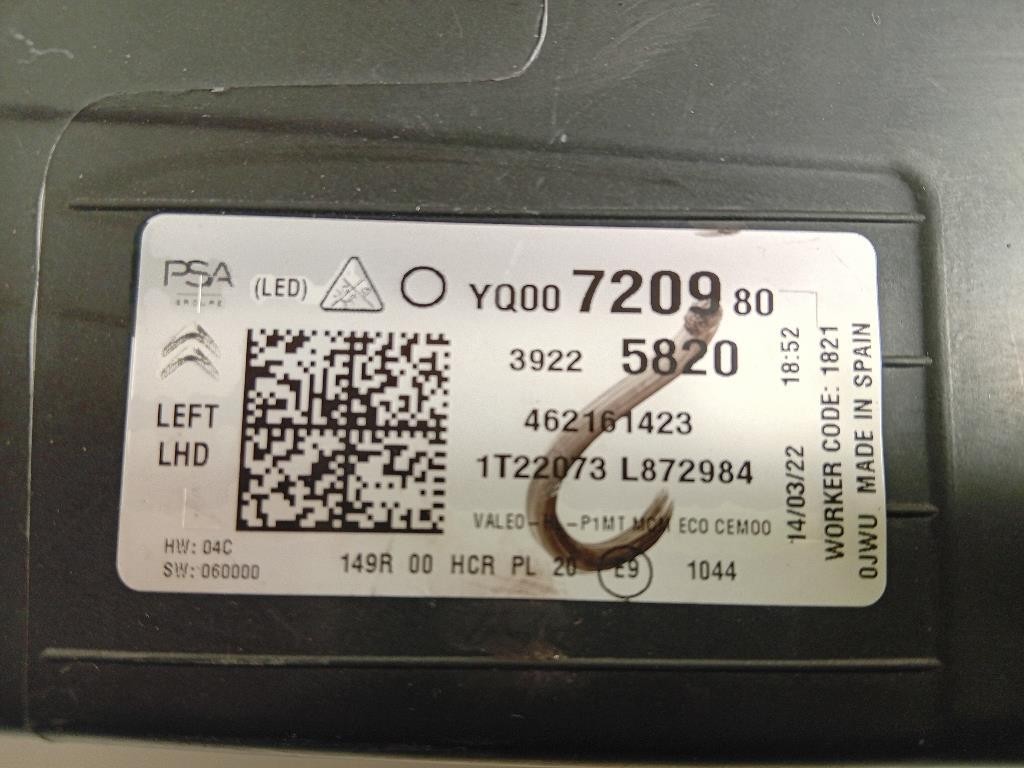 PSA
GROUPE
(LED)
YQ00 7209 80
3922 5820
LEFT
LHD
462161423
1T22073 L872984
VALEO - - P1MT MCM ECO CEM00
HW: 04C
SW: 060000
149R 00 HCR PL 20 E9 1044
14/03/22 18:52
WORKER CODE: 1821
0JWU MADE IN SPAIN